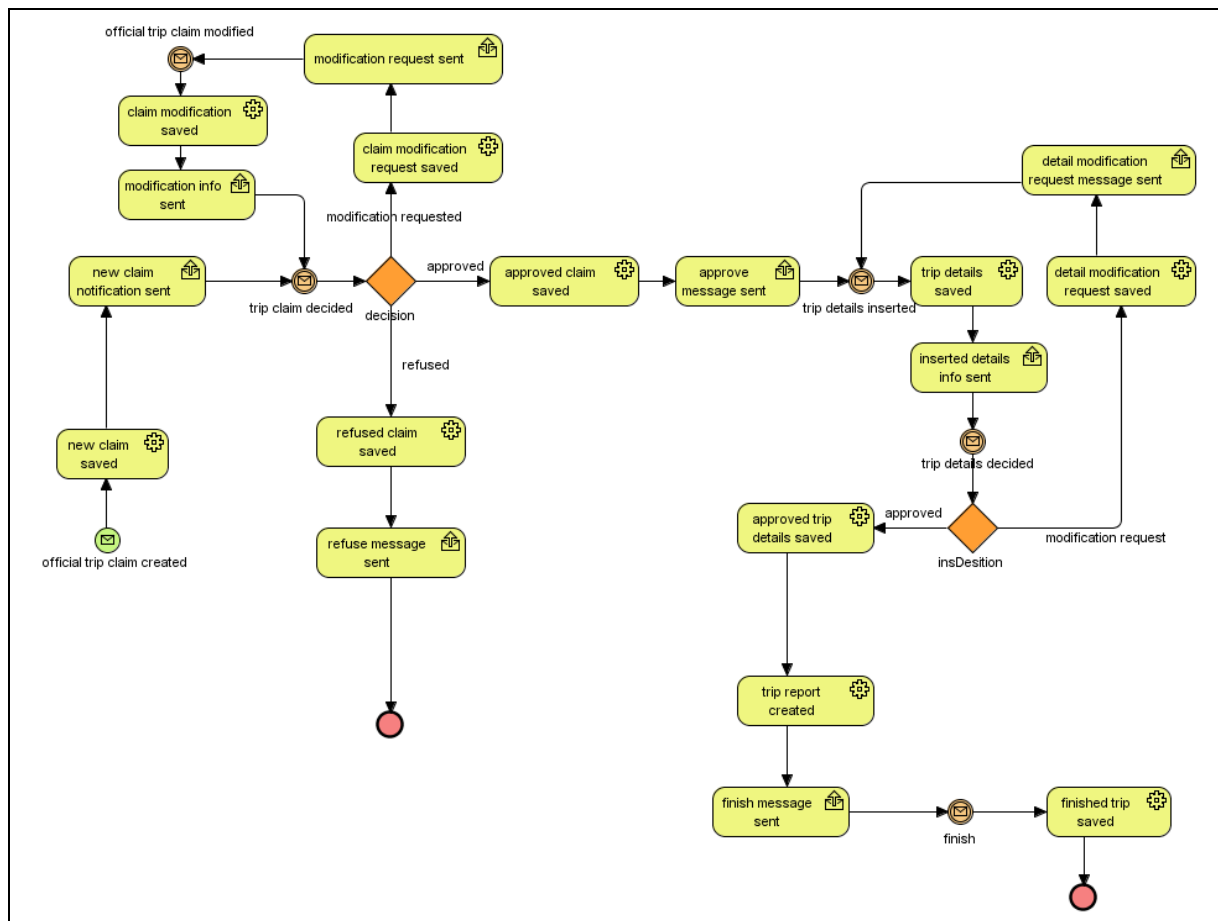 official trip claim modified
modification request sent
claim modification
saved
claim modification
request saved
modification info
sent
modification requested
new claim
notification sent
trip claim decided
decision
approved
approved claim
saved
approve
message sent
trip details inserted
trip details
saved
detail modification
request message sent
detail modification
request saved
inserted details
info sent
trip details decided
refused
refused claim
saved
new claim
saved
official trip claim created
refuse message
sent
approved trip
details saved
approved
insDesition
modification request
trip report
created
finish message
sent
finish
finished trip
saved